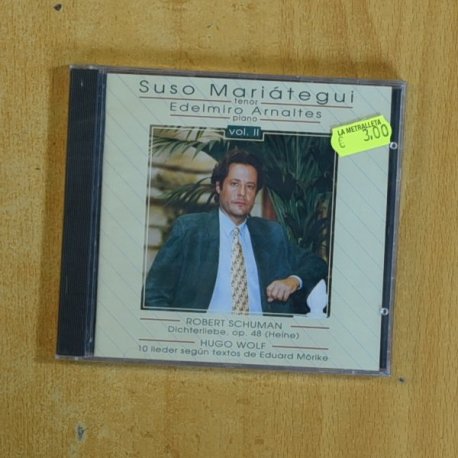 Suso Mariátegui
tenor
Edelmiro Arnaltes
piano
vol. II
LA METRALLETA
€ 3,00
ROBERT SCHUMAN
Dichterliebe, op. 48 (Heine)
HUGO WOLF
10 lieder según textos de Eduard Mörike